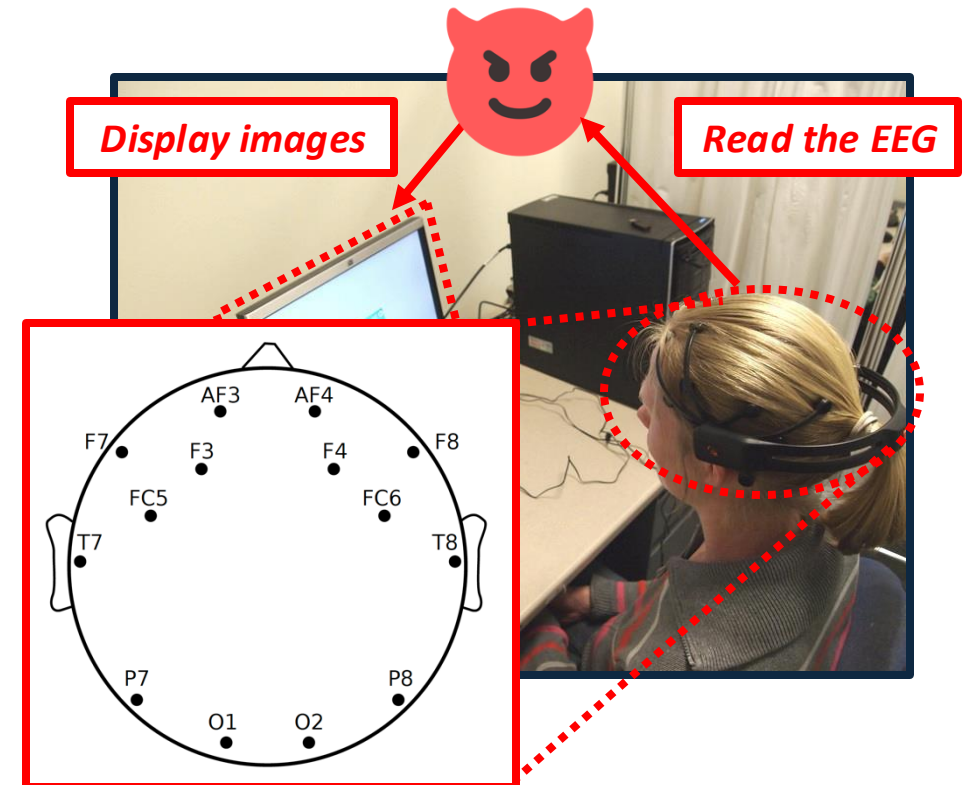 Display images
Read the EEG
AF3 AF4
F7 F3 F4 F8
FC5 FC6
T7 T8
P7 P8
O1 O2